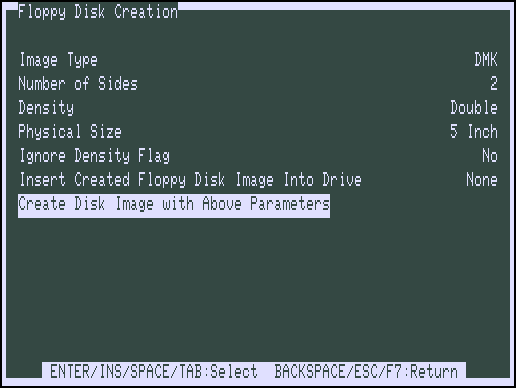 Floppy Disk Creation
Image Type DMK
Number of Sides 2
Density Double
Physical Size 5 Inch
Ignore Density Flag No
Insert Created Floppy Disk Image Into Drive None
Create Disk Image with Above Parameters
ENTER/INS/SPACE/TAB:Select BACKSPACE/ESC/F7:Return